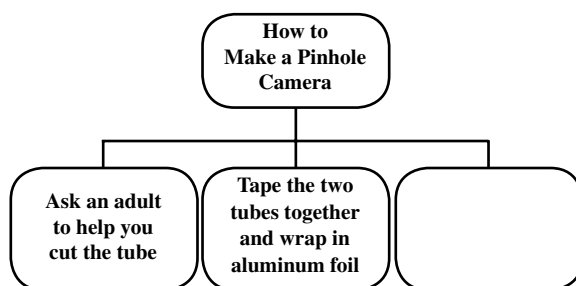 How to
Make a Pinhole
Camera
Ask an adult
to help you
cut the tube
Tape the two
tubes together
and wrap in
aluminum foil